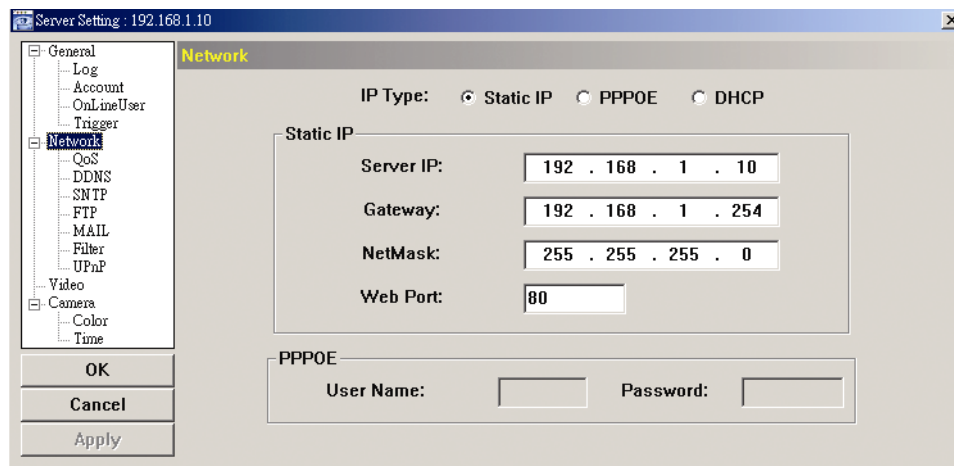 Server Setting : 192.168.1.10
General
Log
Account
OnLineUser
Trigger
Network
QoS
DDNS
SNTP
FTP
MAIL
Filter
UPnP
Video
Camera
Color
Time
OK
Cancel
Apply
Network
IP Type: Static IP PPPOE DHCP
Static IP
Server IP: 192 . 168 . 1 . 10
Gateway: 192 . 168 . 1 . 254
NetMask: 255 . 255 . 255 . 0
Web Port: 80
PPPOE
User Name: Password: